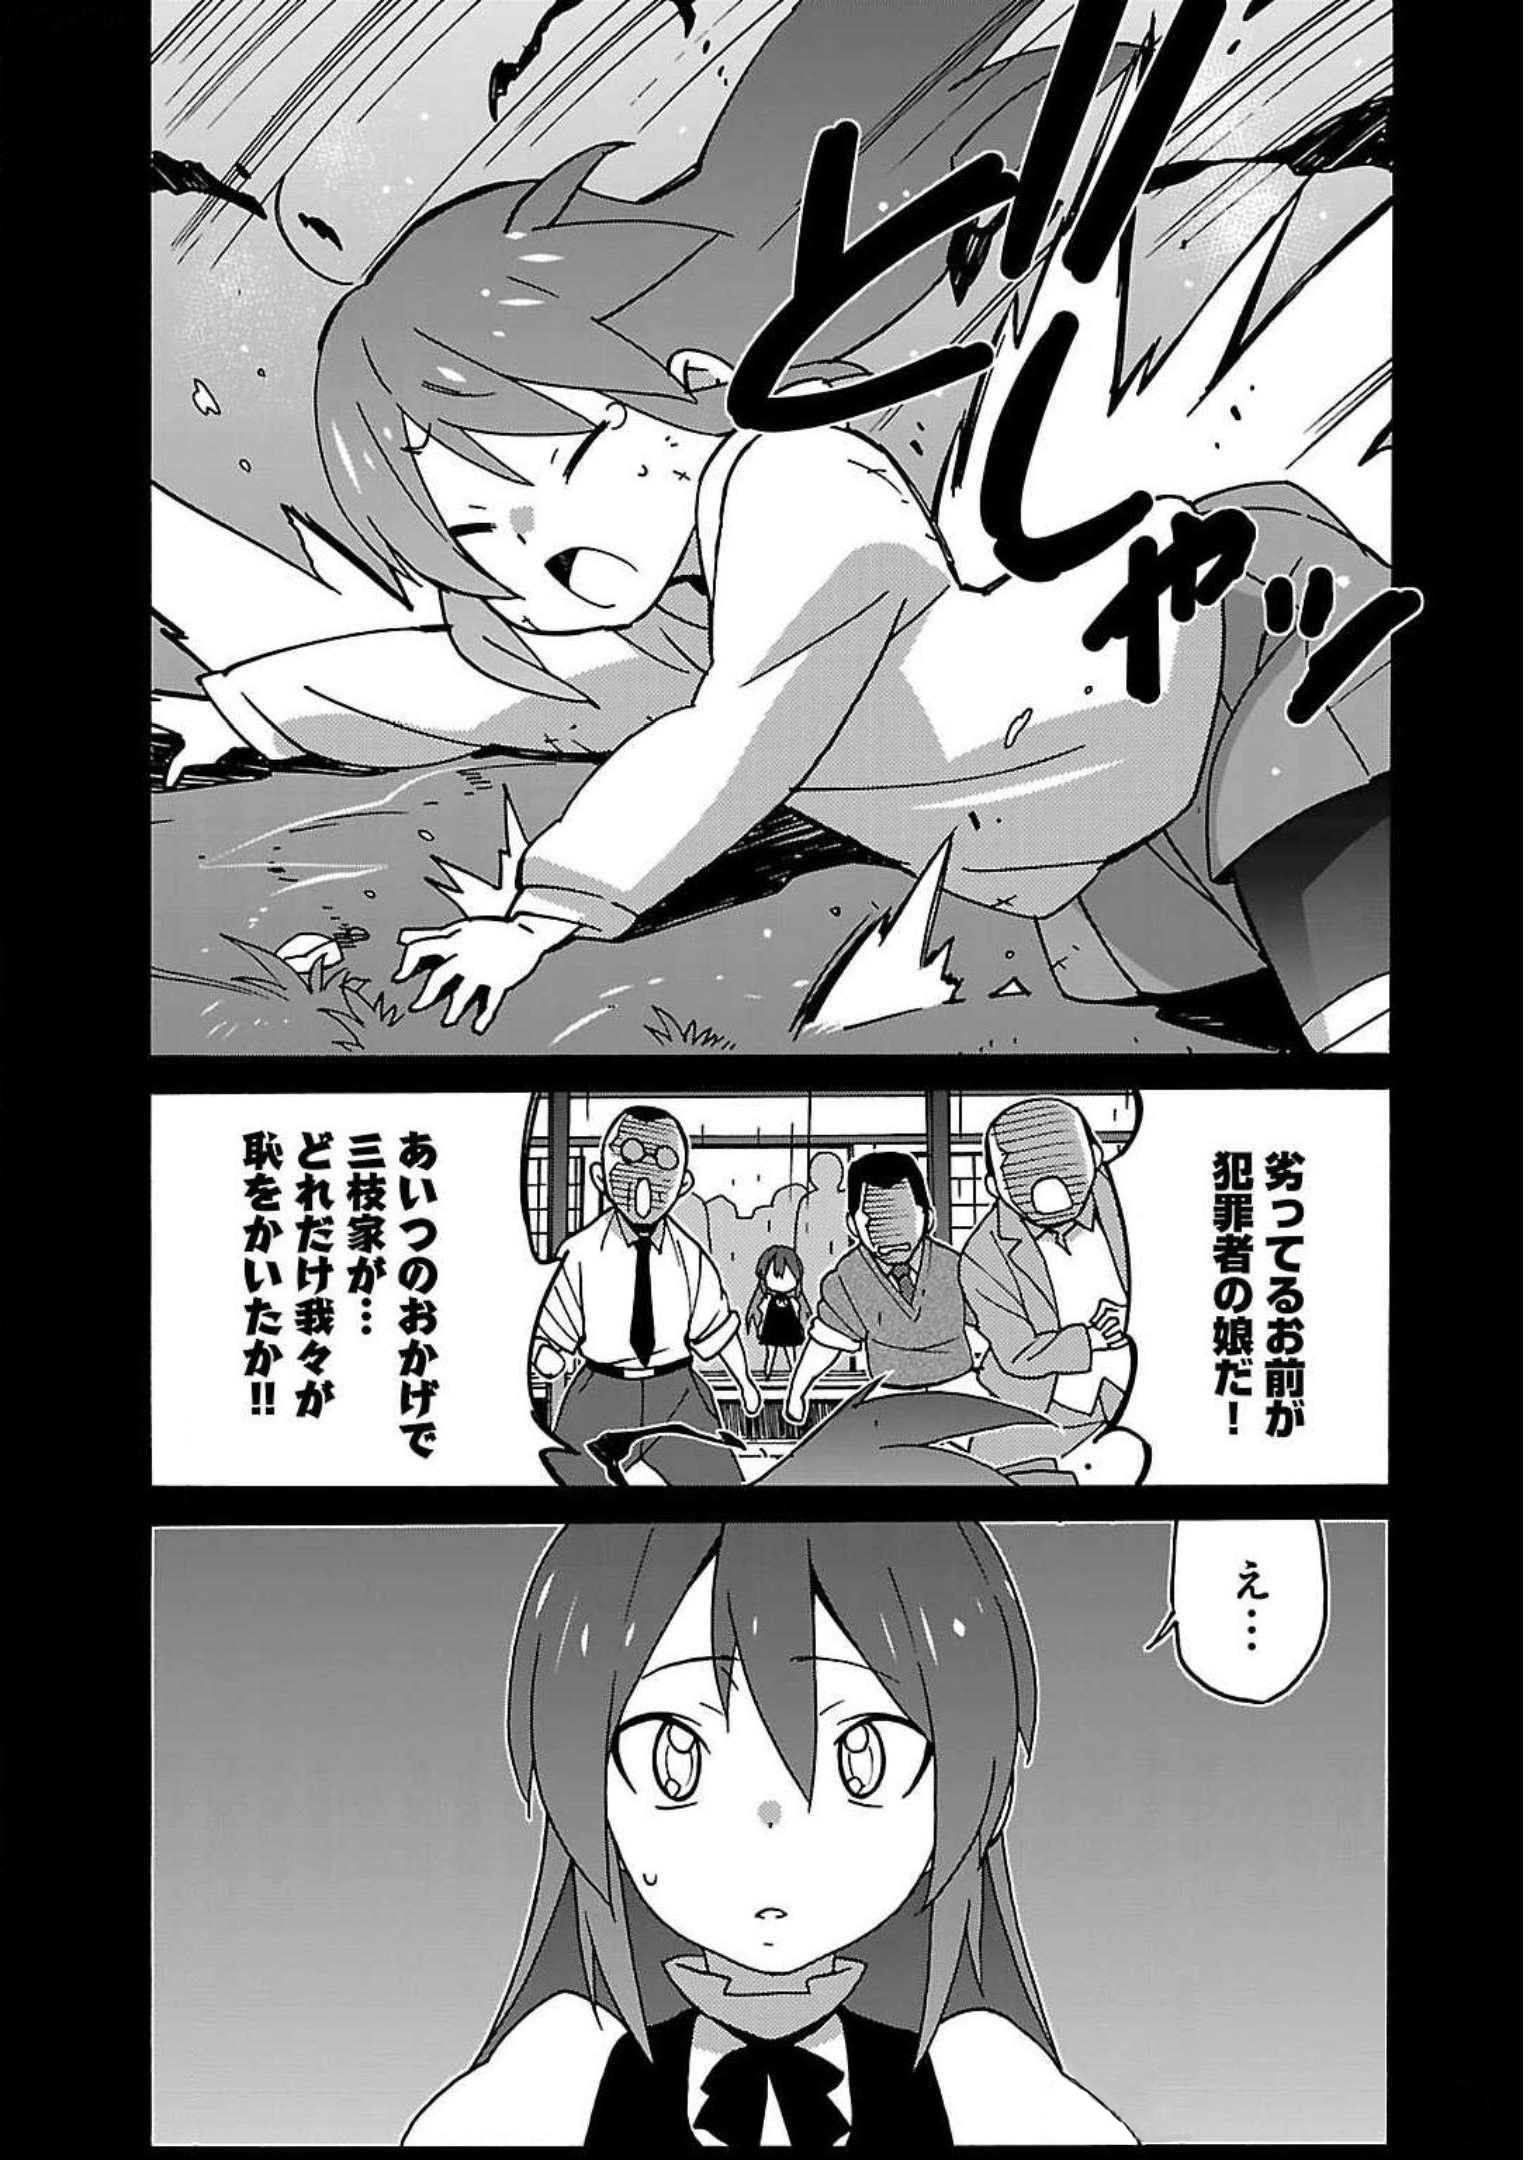 どしゃッ
劣ってるお前が
犯罪者の娘だ！
あいつのおかげで
三枝家が…
どれだけ我々が
恥をかいたか!!
え…